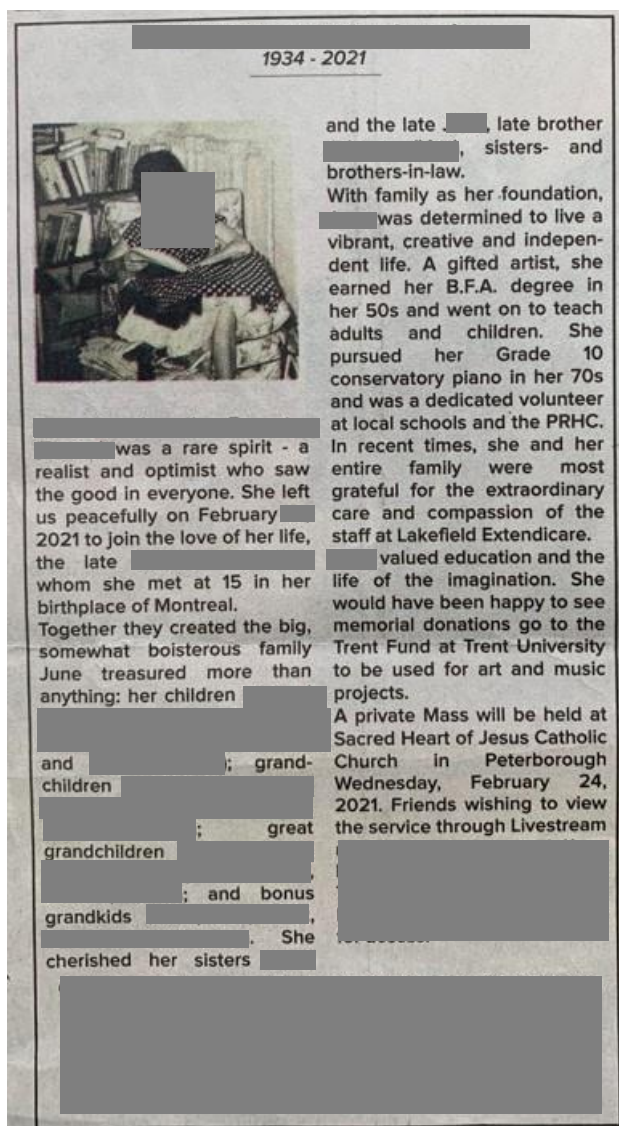 1934 - 2021
was a rare spirit - a
realist and optimist who saw
the good in everyone. She left
us peacefully on February
2021 to join the love of her life,
the late
whom she met at 15 in her
birthplace of Montreal.
Together they created the big,
somewhat boisterous family
June treasured more than
anything: her children
and ; grand-
children
; great
grandchildren
,
; and bonus
grandkids ,
. She
cherished her sisters
and the late , late brother
, sisters- and
brothers-in-law.
With family as her foundation,
was determined to live a
vibrant, creative and indepen-
dent life. A gifted artist, she
earned her B.F.A. degree in
her 50s and went on to teach
adults and children. She
pursued her Grade 10
conservatory piano in her 70s
and was a dedicated volunteer
at local schools and the PRHC.
In recent times, she and her
entire family were most
grateful for the extraordinary
care and compassion of the
staff at Lakefield Extendicare.
valued education and the
life of the imagination. She
would have been happy to see
memorial donations go to the
Trent Fund at Trent University
to be used for art and music
projects.
A private Mass will be held at
Sacred Heart of Jesus Catholic
Church in Peterborough
Wednesday, February 24,
2021. Friends wishing to view
the service through Livestream